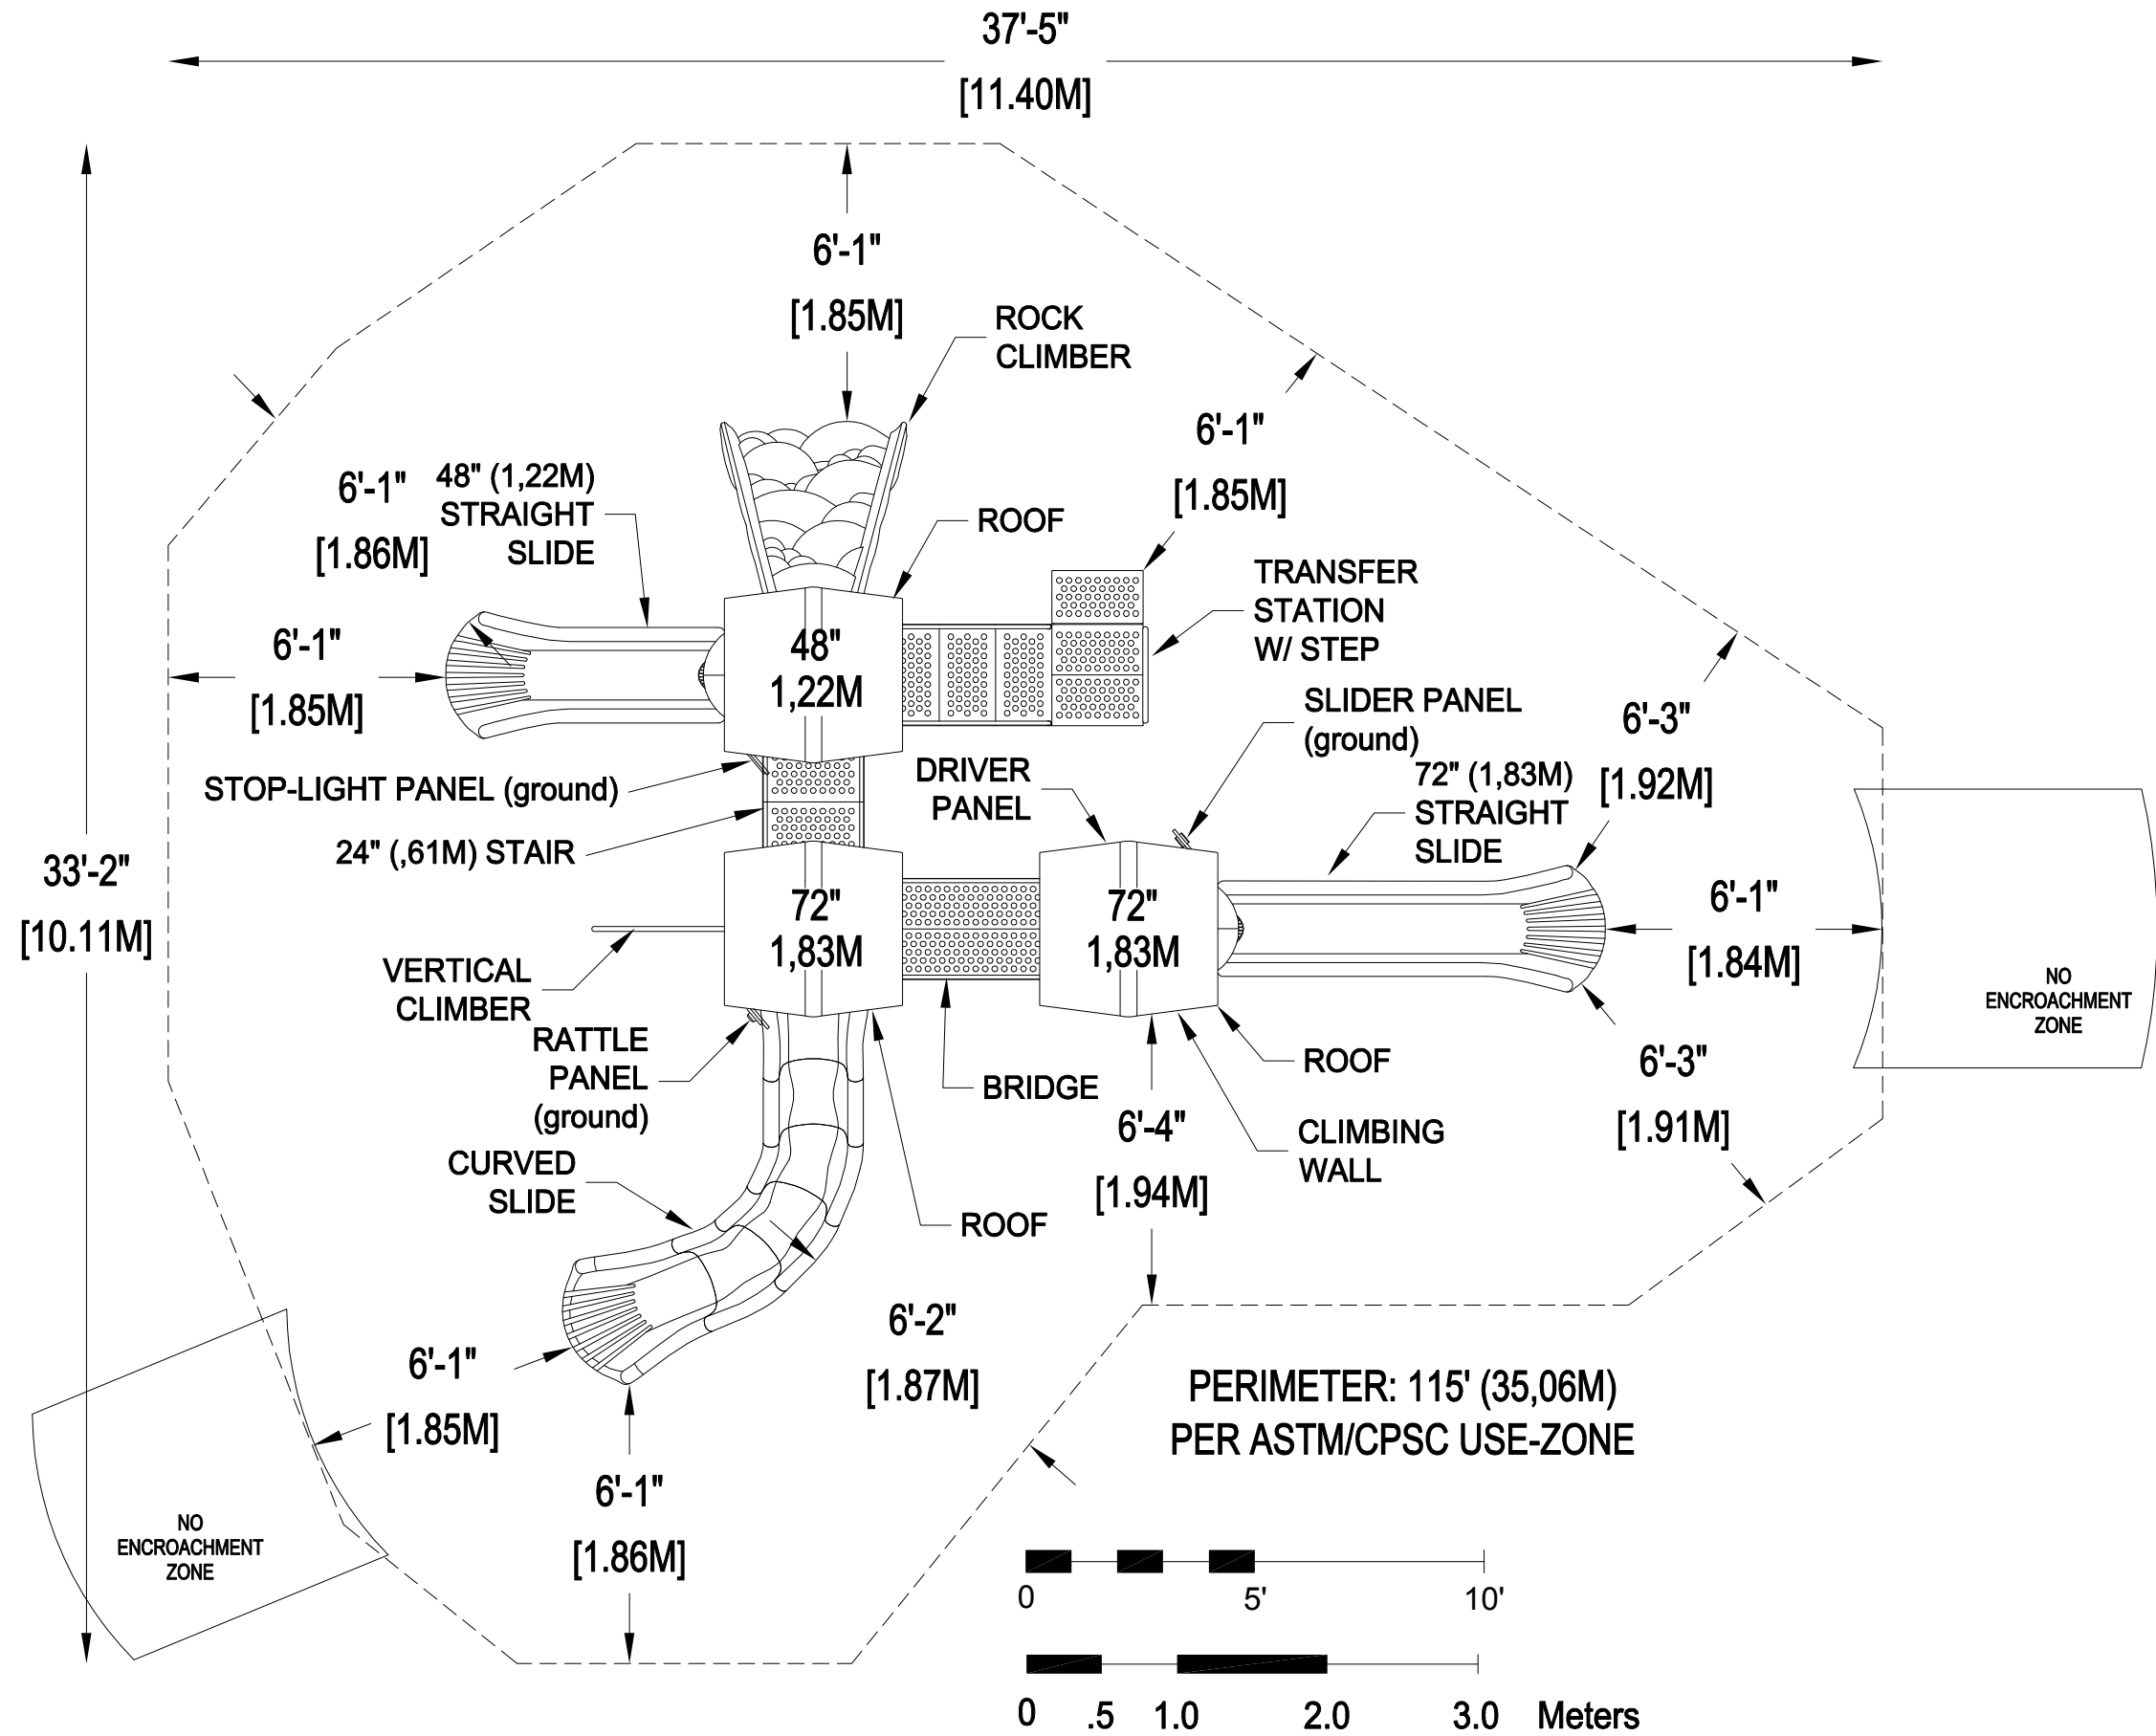 37'-5"
[11.40M]
6'-1"
[1.85M]
ROCK
CLIMBER
6'-1"
[1.85M]
6'-1"
[1.86M]
48" (1,22M)
STRAIGHT
SLIDE
ROOF
TRANSFER
STATION
W/ STEP
6'-1"
[1.85M]
48"
1,22M
SLIDER PANEL
(ground)
6'-3"
[1.92M]
STOP-LIGHT PANEL (ground)
DRIVER
PANEL
72" (1,83M)
STRAIGHT
SLIDE
24" (,61M) STAIR
33'-2"
[10.11M]
72"
1,83M
72"
1,83M
6'-1"
[1.84M]
VERTICAL
CLIMBER
NO
ENCROACHMENT
ZONE
RATTLE
PANEL
(ground)
BRIDGE
ROOF
6'-3"
[1.91M]
6'-4"
[1.94M]
CLIMBING
WALL
CURVED
SLIDE
ROOF
6'-2"
[1.87M]
6'-1"
[1.85M]
PERIMETER: 115' (35,06M)
PER ASTM/CPSC USE-ZONE
6'-1"
[1.86M]
NO
ENCROACHMENT
ZONE
0 5' 10'
0 .5 1.0 2.0 3.0 Meters